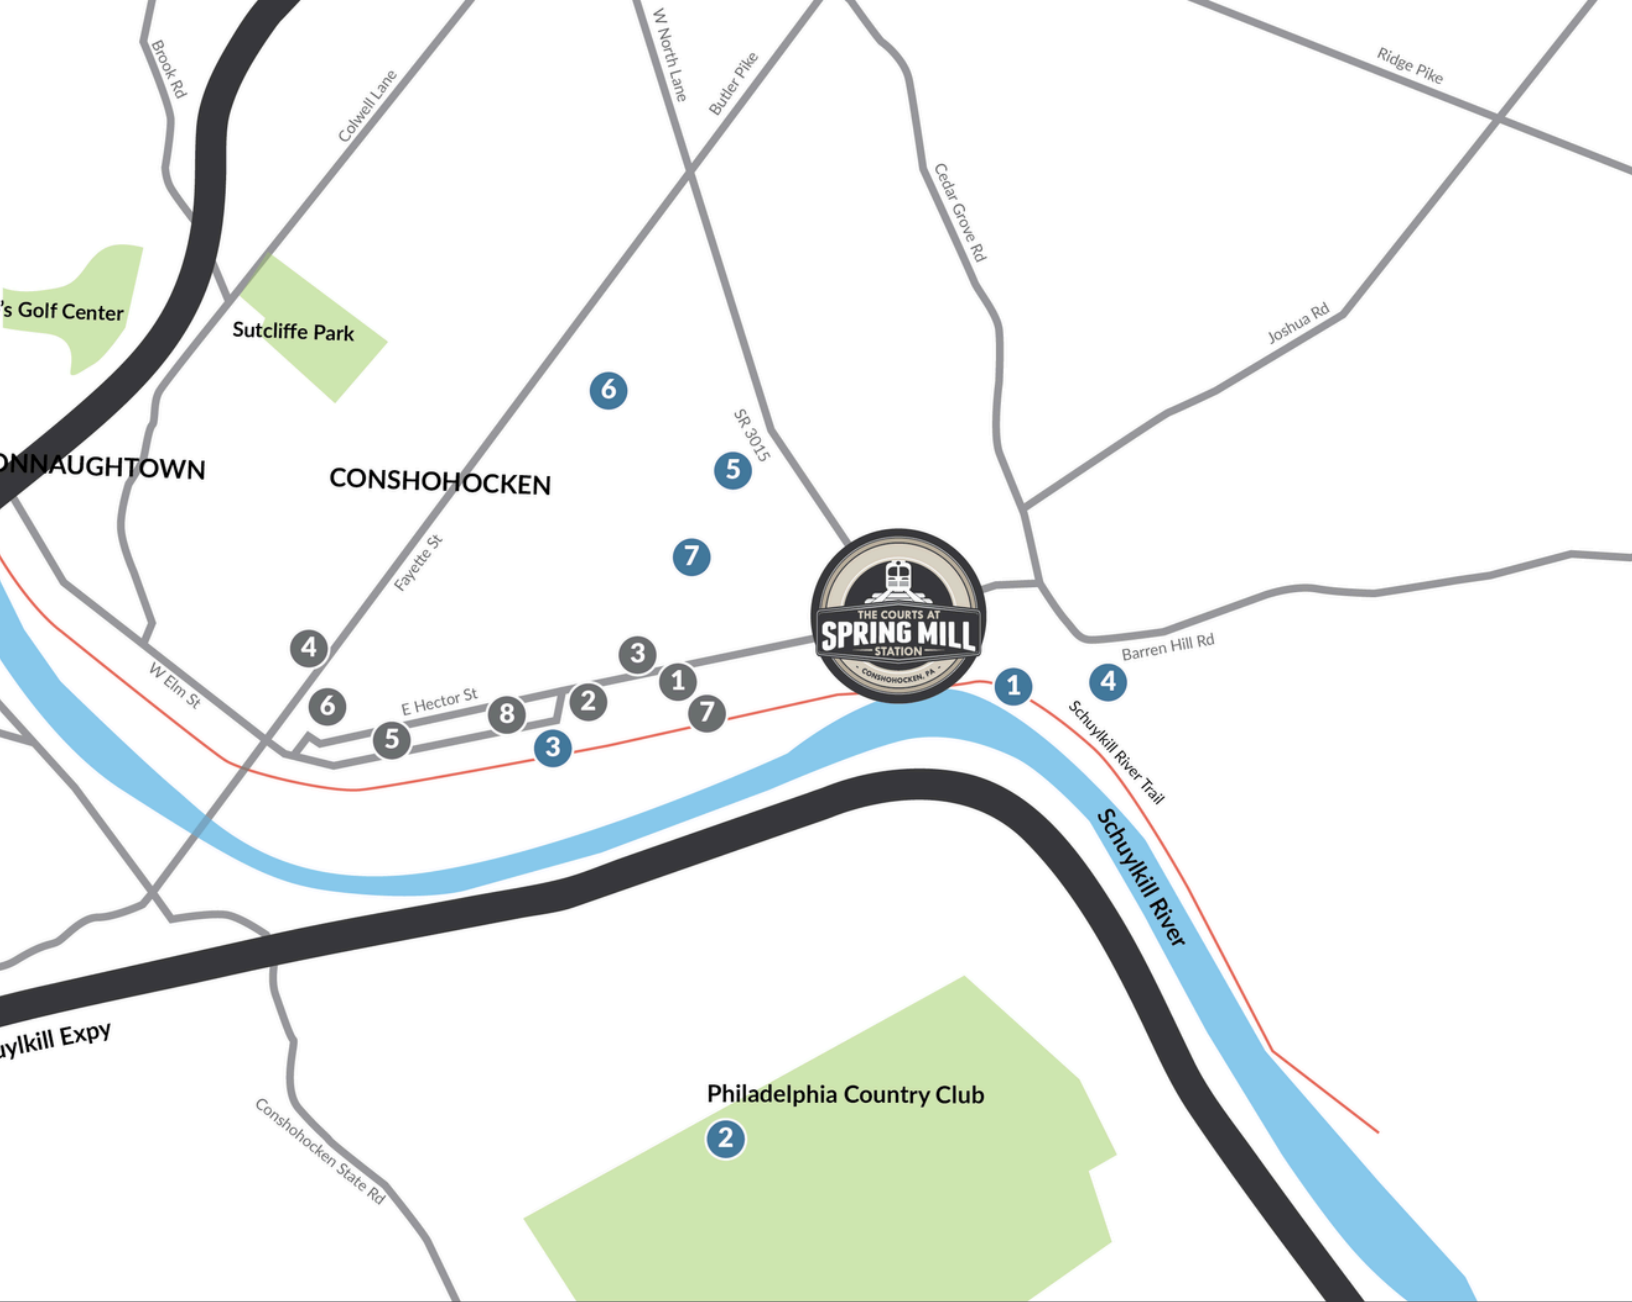 Brook Rd
Colwell Lane
W North Lane
Butler Pike
Ridge Pike
Cedar Grove Rd
's Golf Center
Sutcliffe Park
Joshua Rd
6
SR 3015
5
ONNAUGHTOWN
CONSHOHOCKEN
Fayette St
7
THE COURTS AT
SPRING MILL
STATION
CONSHOHOCKEN, PA
4
3
Barren Hill Rd
W Elm St
6
E Hector St
8
2
1
7
1
4
5
3
Schuylkill River Trail
Schuylkill River
uylkill Expy
Philadelphia Country Club
2
Conshohocken State Rd